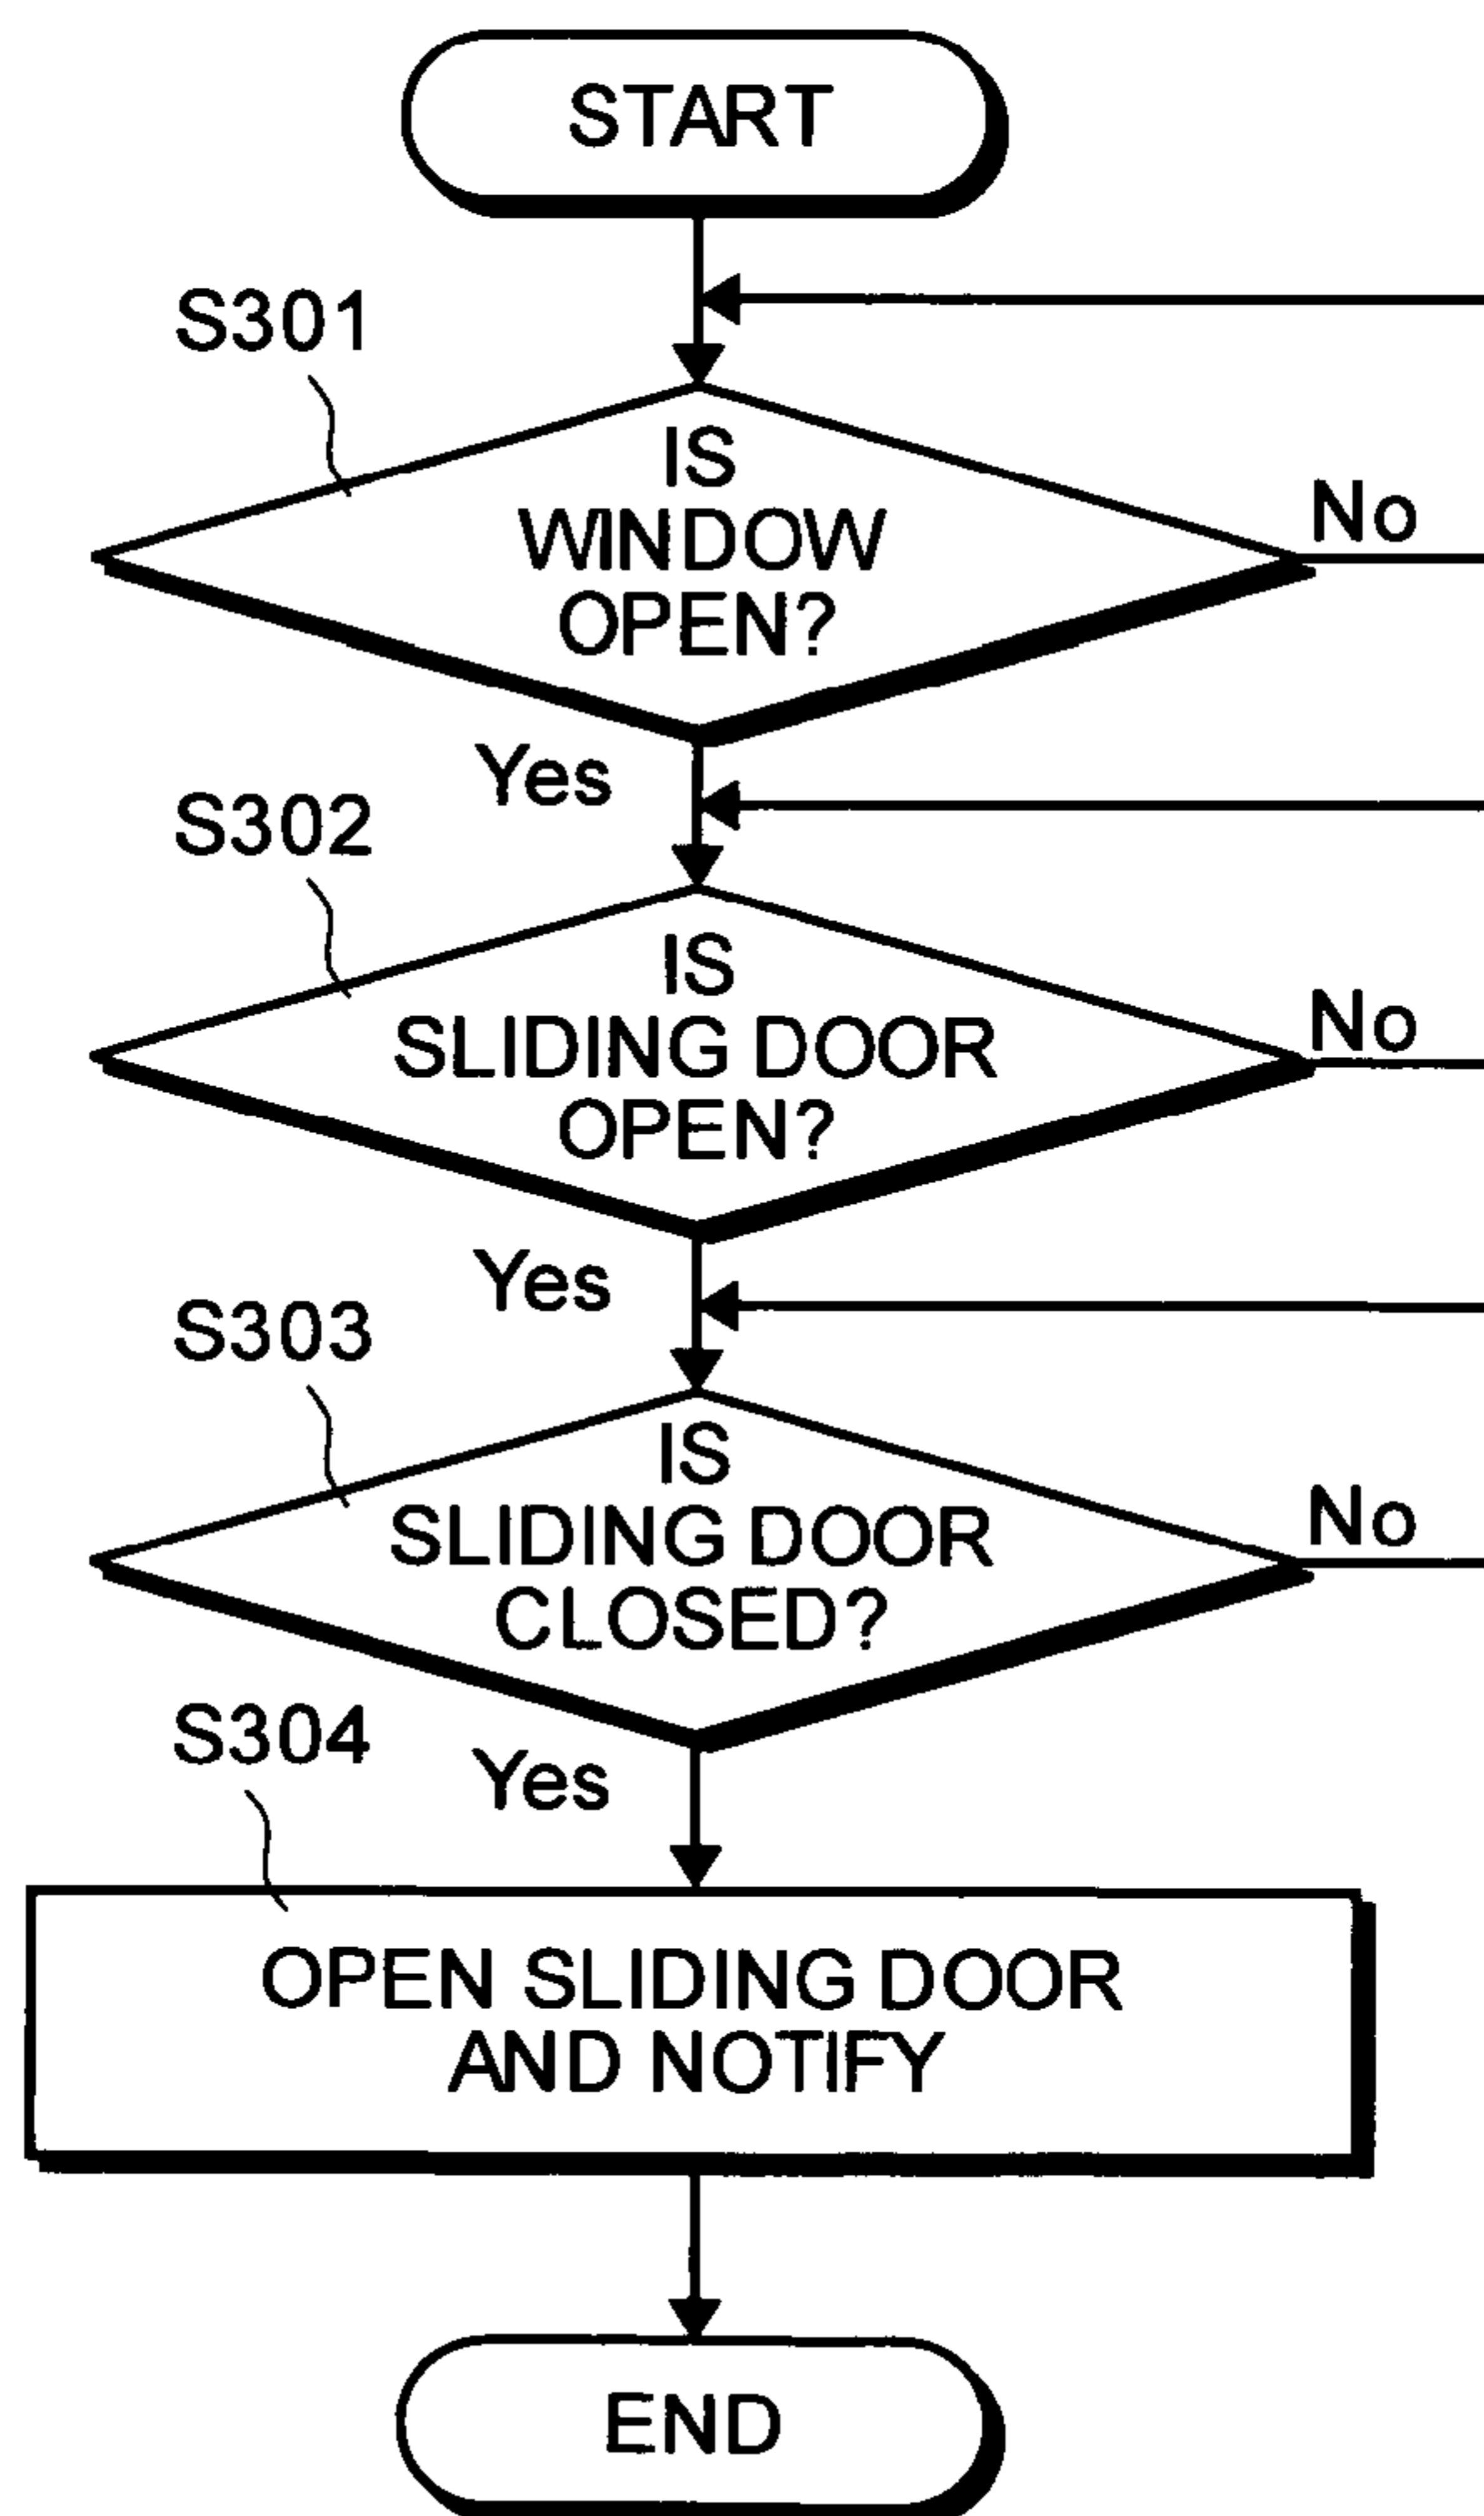 START
S301
IS
WINDOW
OPEN?
No
Yes
S302
IS
SLIDING DOOR
OPEN?
No
Yes
S303
IS
SLIDING DOOR
CLOSED?
No
Yes
S304
OPEN SLIDING DOOR
AND NOTIFY
END